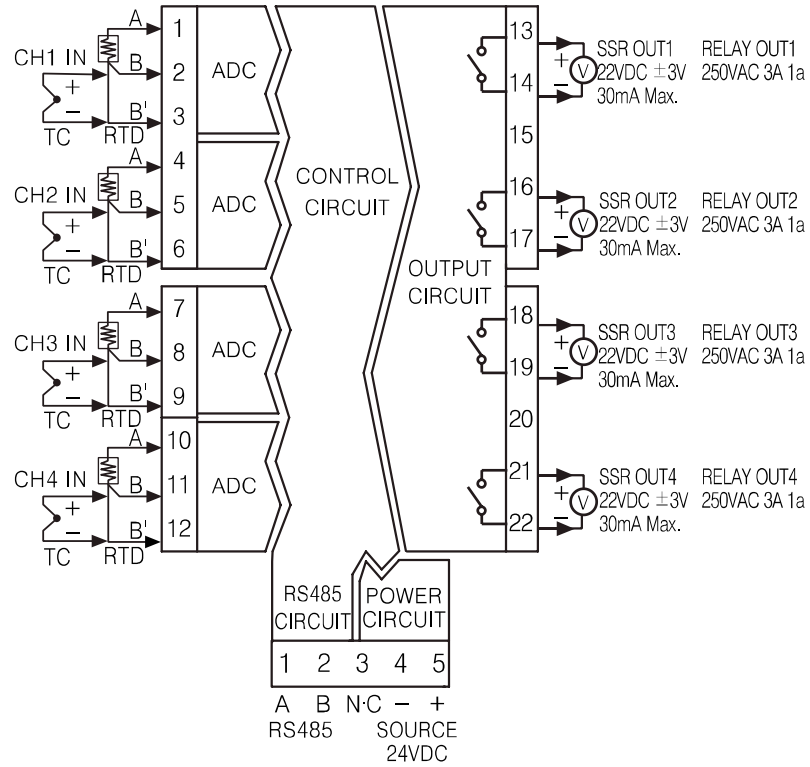 A
1
CH1 IN
B
2
ADC
+
−
B'
3
TC
RTD
A
4
CH2 IN
B
5
ADC
+
−
B'
6
TC
RTD
A
7
CH3 IN
B
8
ADC
+
−
B'
9
TC
RTD
A
10
CH4 IN
B
11
ADC
+
−
B'
12
TC
RTD
CONTROL
CIRCUIT
OUTPUT
CIRCUIT
13
14
15
16
17
18
19
20
21
22
+
−
V
SSR OUT1
22VDC ±3V
30mA Max.
RELAY OUT1
250VAC 3A 1a
+
−
V
SSR OUT2
22VDC ±3V
30mA Max.
RELAY OUT2
250VAC 3A 1a
+
−
V
SSR OUT3
22VDC ±3V
30mA Max.
RELAY OUT3
250VAC 3A 1a
+
−
V
SSR OUT4
22VDC ±3V
30mA Max.
RELAY OUT4
250VAC 3A 1a
RS485
CIRCUIT
POWER
CIRCUIT
1 2 3 4 5
A B N·C − +
RS485
SOURCE
24VDC